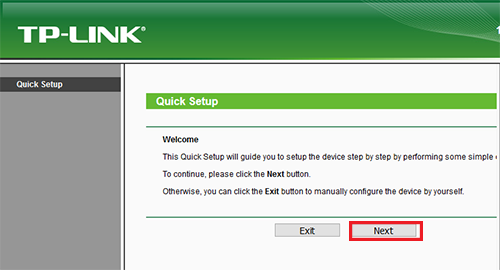 TP-LINK®
Quick Setup
Quick Setup
Welcome
This Quick Setup will guide you to setup the device step by step by performing some simple
To continue, please click the Next button.
Otherwise, you can click the Exit button to manually configure the device by yourself.
Exit
Next